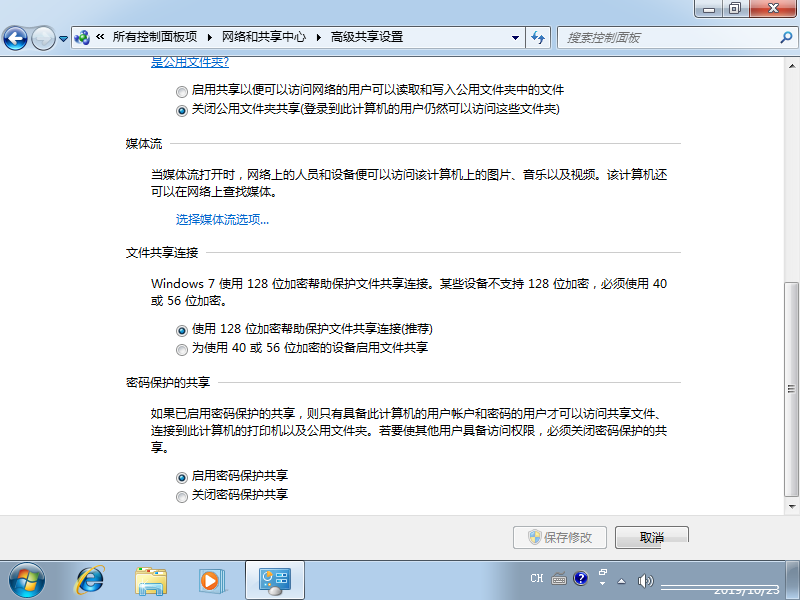 « 所有控制面板项 ▸ 网络和共享中心 ▸ 高级共享设置
搜索控制面板
是公用文件夹?
启用共享以便可以访问网络的用户可以读取和写入公用文件夹中的文件
关闭公用文件夹共享(登录到此计算机的用户仍然可以访问这些文件夹)
媒体流
当媒体流打开时，网络上的人员和设备便可以访问该计算机上的图片、音乐以及视频。该计算机还
可以在网络上查找媒体。
选择媒体流选项...
文件共享连接
Windows 7 使用 128 位加密帮助保护文件共享连接。某些设备不支持 128 位加密，必须使用 40
或 56 位加密。
使用 128 位加密帮助保护文件共享连接(推荐)
为使用 40 或 56 位加密的设备启用文件共享
密码保护的共享
如果已启用密码保护的共享，则只有具备此计算机的用户帐户和密码的用户才可以访问共享文件、
连接到此计算机的打印机以及公用文件夹。若要使其他用户具备访问权限，必须关闭密码保护的共
享。
启用密码保护共享
关闭密码保护共享
保存修改
取消
CH
2019/10/23